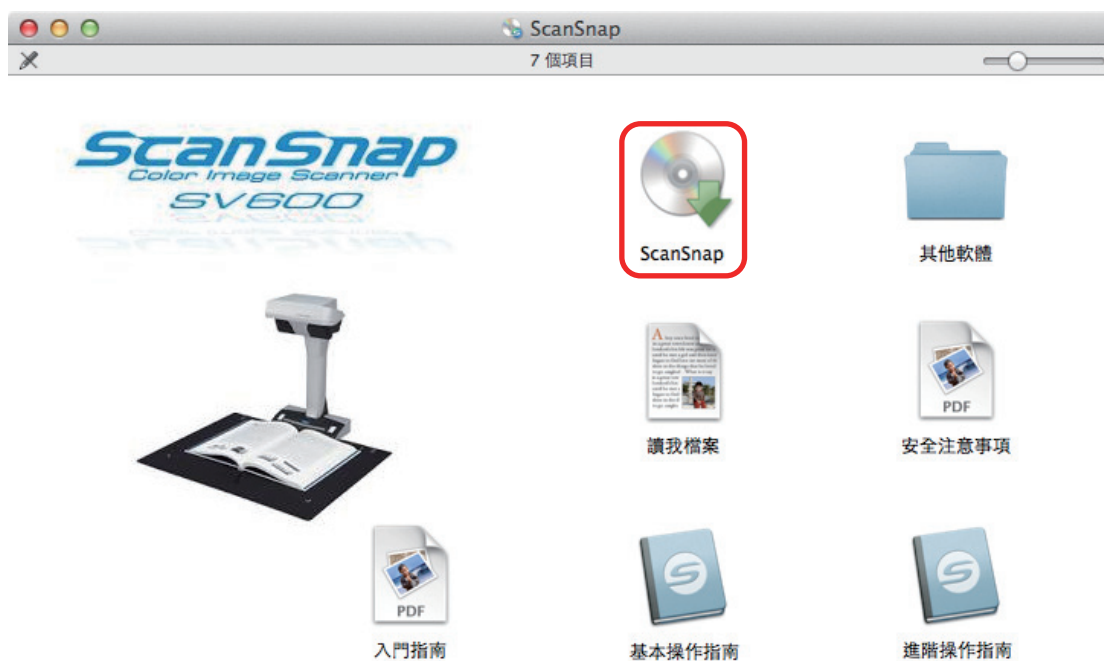 ScanSnap
7 個項目
ScanSnap
Color Image Scanner
SV600
ScanSnap
其他軟體
讀我檔案
PDF
安全注意事項
PDF
入門指南
基本操作指南
進階操作指南